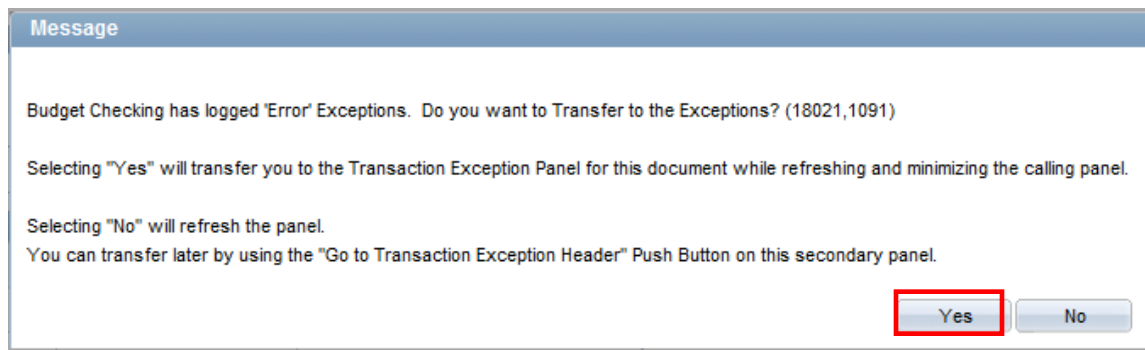 Message
Budget Checking has logged 'Error' Exceptions.  Do you want to Transfer to the Exceptions? (18021,1091)
Selecting "Yes" will transfer you to the Transaction Exception Panel for this document while refreshing and minimizing the calling panel.
Selecting "No" will refresh the panel.
You can transfer later by using the "Go to Transaction Exception Header" Push Button on this secondary panel.
Yes No